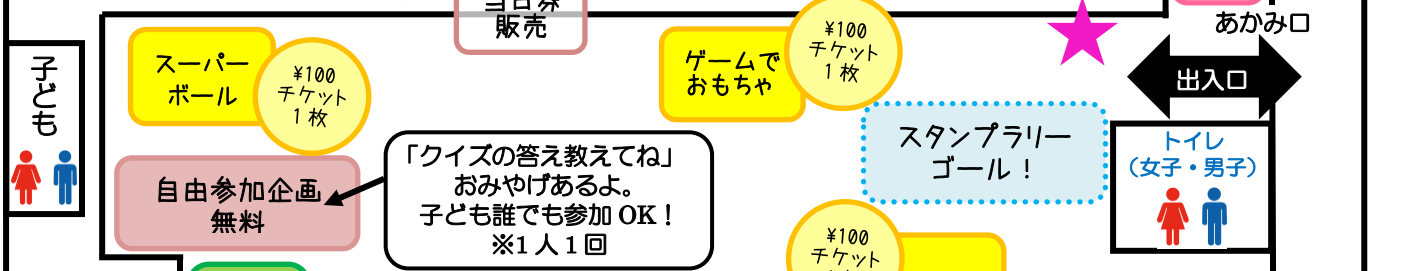 販売
あかみ口
スーパー
ボール
¥100
チケット
1枚
ゲームで
おもちゃ
¥100
チケット
1枚
出入口
子ども
スタンプラリー
ゴール！
トイレ
（女子・男子）
「クイズの答え教えてね」
おみやげあるよ。
子ども誰でも参加 OK！
※1人1回
自由参加企画
無料
¥100
チケット